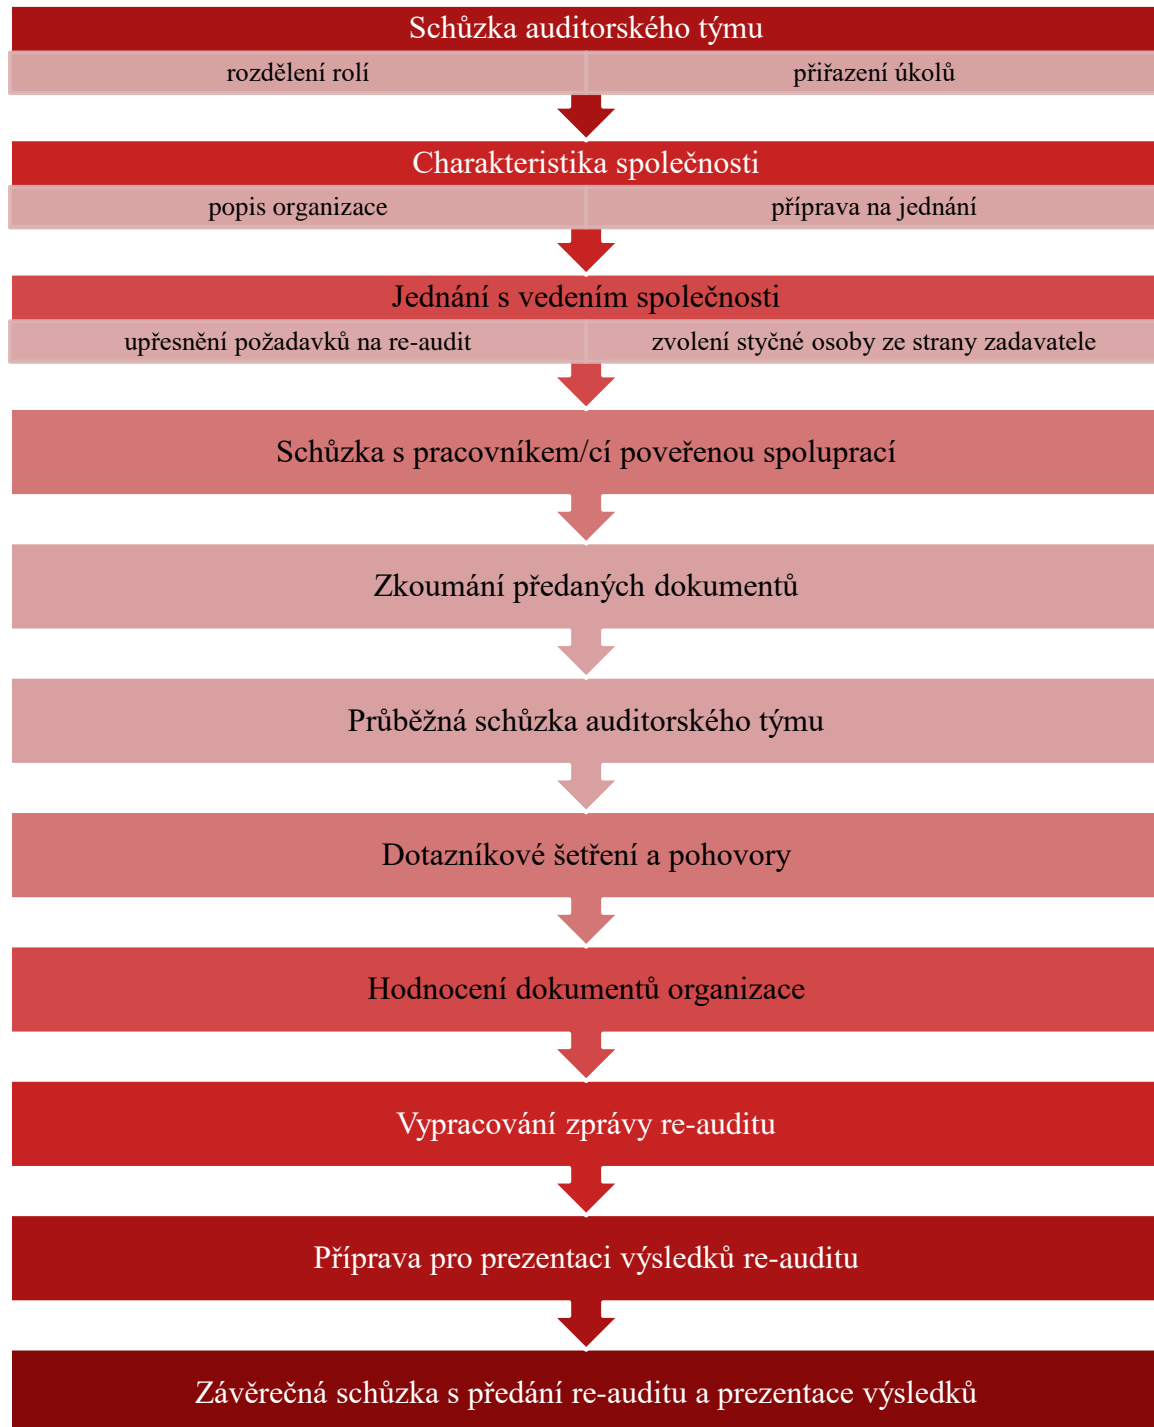 Schůzka auditorského týmu
rozdělení rolí
přiřazení úkolů
Charakteristika společnosti
popis organizace
příprava na jednání
Jednání s vedením společnosti
upřesnění požadavků na re-audit
zvolení styčné osoby ze strany zadavatele
Schůzka s pracovníkem/cí poveřenou spoluprací
Zkoumání předaných dokumentů
Průběžná schůzka auditorského týmu
Dotazníkové šetření a pohovory
Hodnocení dokumentů organizace
Vypracování zprávy re-auditu
Příprava pro prezentaci výsledků re-auditu
Závěrečná schůzka s předání re-auditu a prezentace výsledků